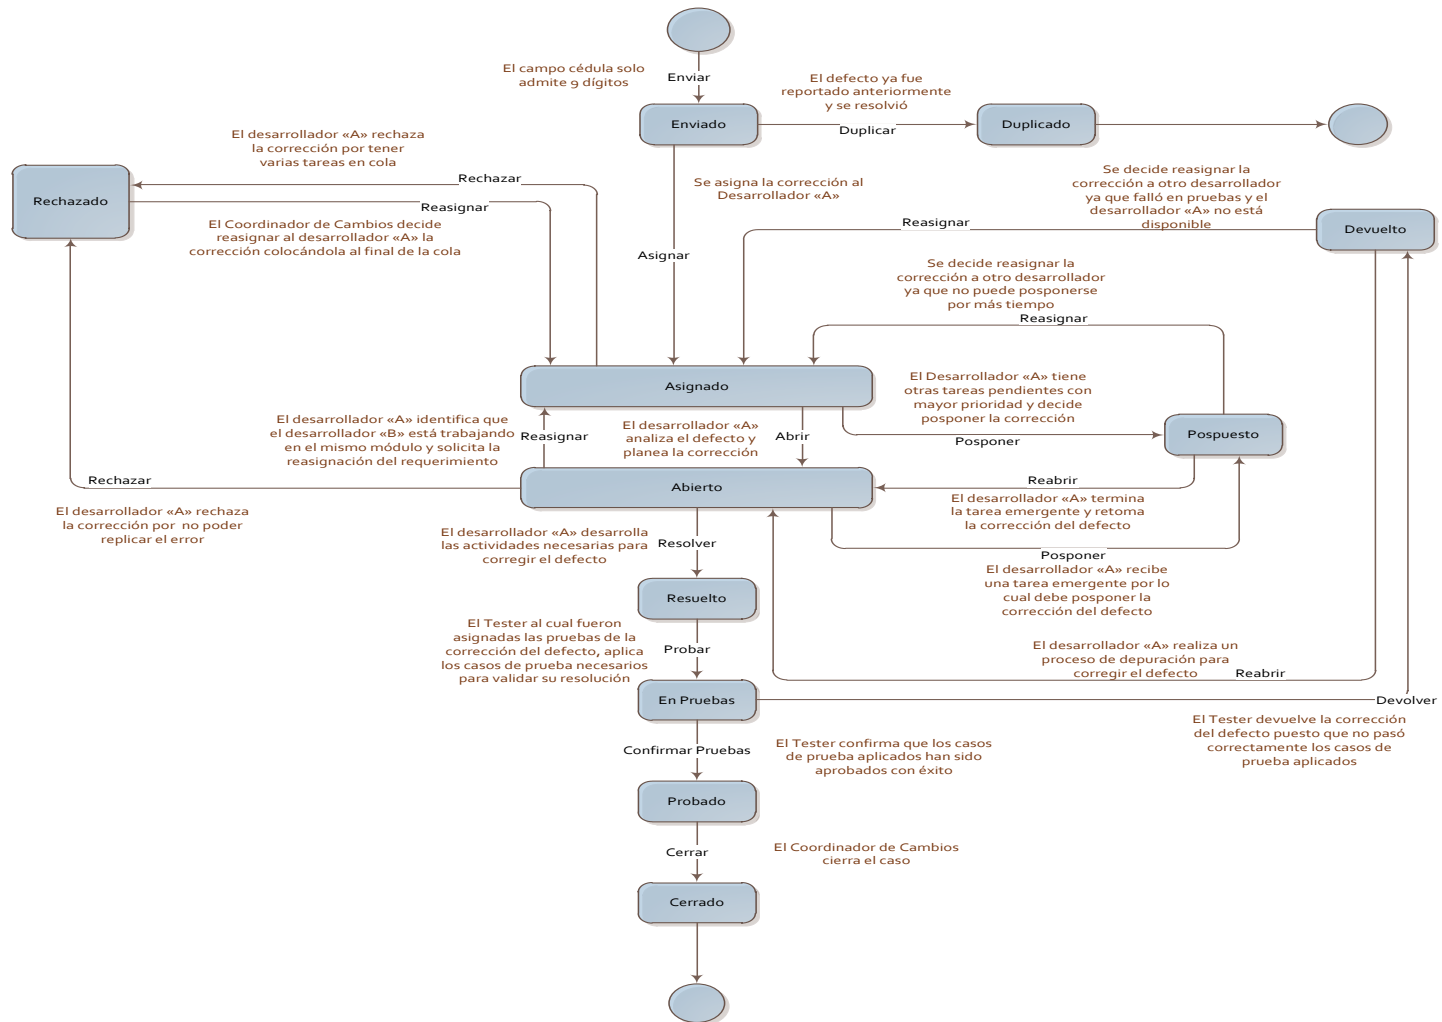 El campo cédula solo
admite 9 dígitos
Enviar
El defecto ya fue
reportado anteriormente
y se resolvió
Enviado
Duplicar
Duplicado
El desarrollador «A» rechaza
la corrección por tener
varias tareas en cola
Rechazar
Rechazado
Reasignar
El Coordinador de Cambios decide
reasignar al desarrollador «A» la
corrección colocándola al final de la cola
Se asigna la corrección al
Desarrollador «A»
Asignar
Se decide reasignar la
corrección a otro desarrollador
ya que falló en pruebas y el
desarrollador «A» no está
disponible
Reasignar
Devuelto
Se decide reasignar la
corrección a otro desarrollador
ya que no puede posponerse
por más tiempo
Reasignar
Asignado
El Desarrollador «A» tiene
otras tareas pendientes con
mayor prioridad y decide
posponer la corrección
Posponer
Pospuesto
El desarrollador «A» identifica que
el desarrollador «B» está trabajando
en el mismo módulo y solicita la
reasignación del requerimiento
Reasignar
El desarrollador «A»
analiza el defecto y
planea la corrección
Abrir
Rechazar
El desarrollador «A» rechaza
la corrección por no poder
replicar el error
Abierto
Reabrir
El desarrollador «A» termina
la tarea emergente y retoma
la corrección del defecto
Posponer
El desarrollador «A» recibe
una tarea emergente por lo
cual debe posponer la
corrección del defecto
El desarrollador «A» desarrolla
las actividades necesarias para
corregir el defecto
Resolver
Resuelto
El Tester al cual fueron
asignadas las pruebas de la
corrección del defecto, aplica
los casos de prueba necesarios
para validar su resolución
Probar
El desarrollador «A» realiza un
proceso de depuración para
corregir el defecto
Reabrir
En Pruebas
Devolver
El Tester devuelve la corrección
del defecto puesto que no pasó
correctamente los casos de
prueba aplicados
Confirmar Pruebas
El Tester confirma que los casos
de prueba aplicados han sido
aprobados con éxito
Probado
Cerrar
El Coordinador de Cambios
cierra el caso
Cerrado